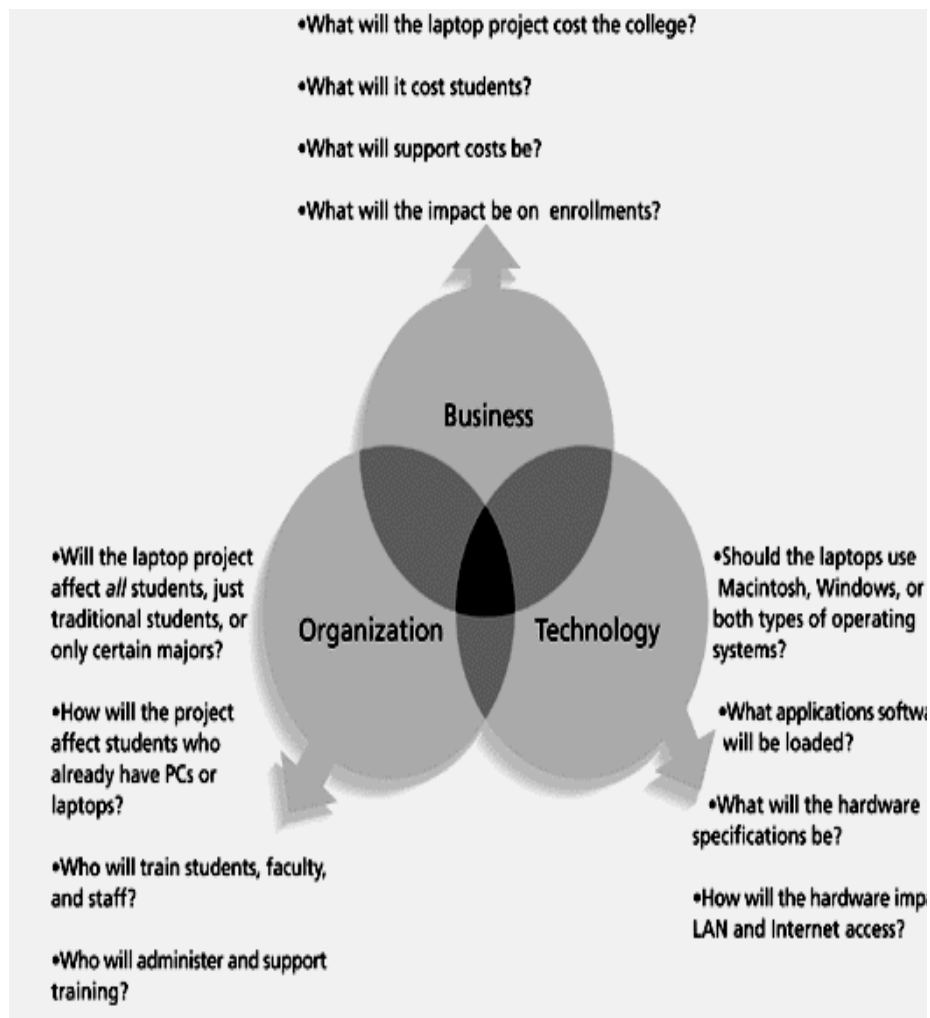 •What will the laptop project cost the college?
•What will it cost students?
•What will support costs be?
•What will the impact be on enrollments?
Business
Organization
Technology
•Will the laptop project
affect all students, just
traditional students, or
only certain majors?
•How will the project
affect students who
already have PCs or
laptops?
•Who will train students, faculty,
and staff?
•Who will administer and support
training?
•Should the laptops use
Macintosh, Windows, or
both types of operating
systems?
•What applications softwa
will be loaded?
•What will the hardware
specifications be?
•How will the hardware impa
LAN and Internet access?